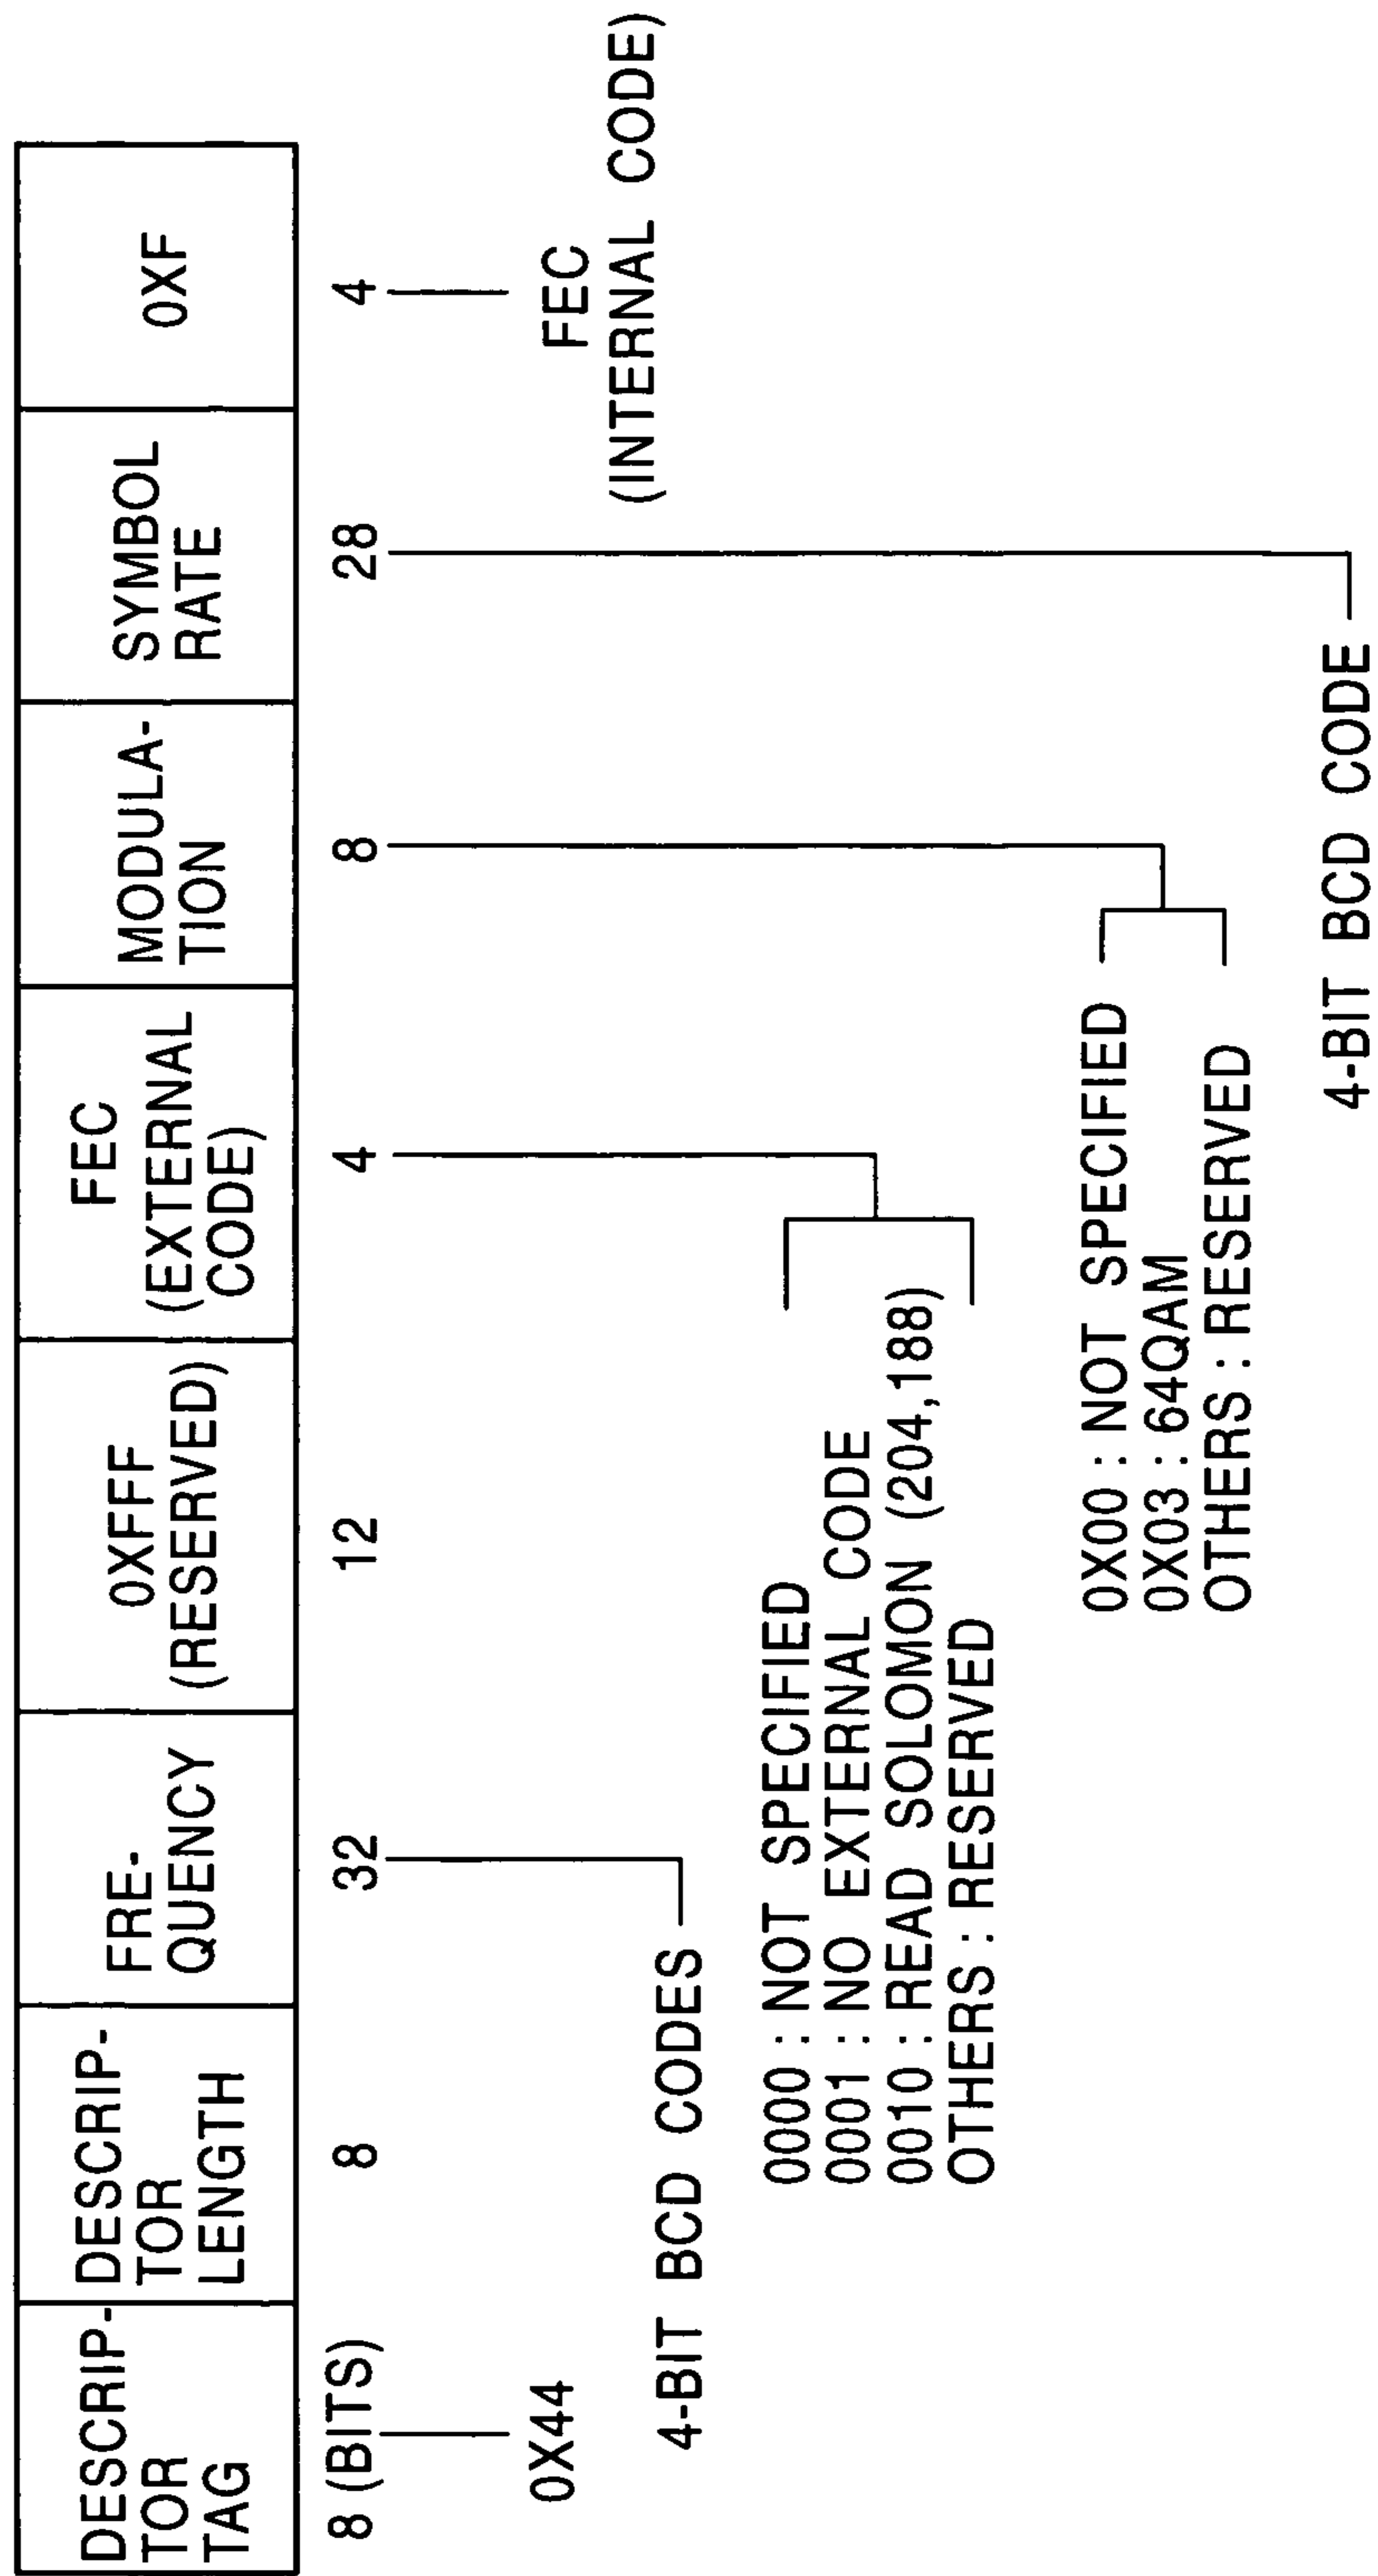 DESCRIP-
TOR
TAG
DESCRIP-
TOR
LENGTH
FRE-
QUENCY
0XFFF
(RESERVED)
FEC
(EXTERNAL
CODE)
MODULA-
TION
SYMBOL
RATE
0XF
8 (BITS)
8
32
12
4
8
28
4
0X44
FEC
(INTERNAL CODE)
4-BIT BCD CODES
0000 : NOT SPECIFIED
0001 : NO EXTERNAL CODE
0010 : READ SOLOMON (204,188)
OTHERS : RESERVED
0X00 : NOT SPECIFIED
0X03 : 64QAM
OTHERS : RESERVED
4-BIT BCD CODE